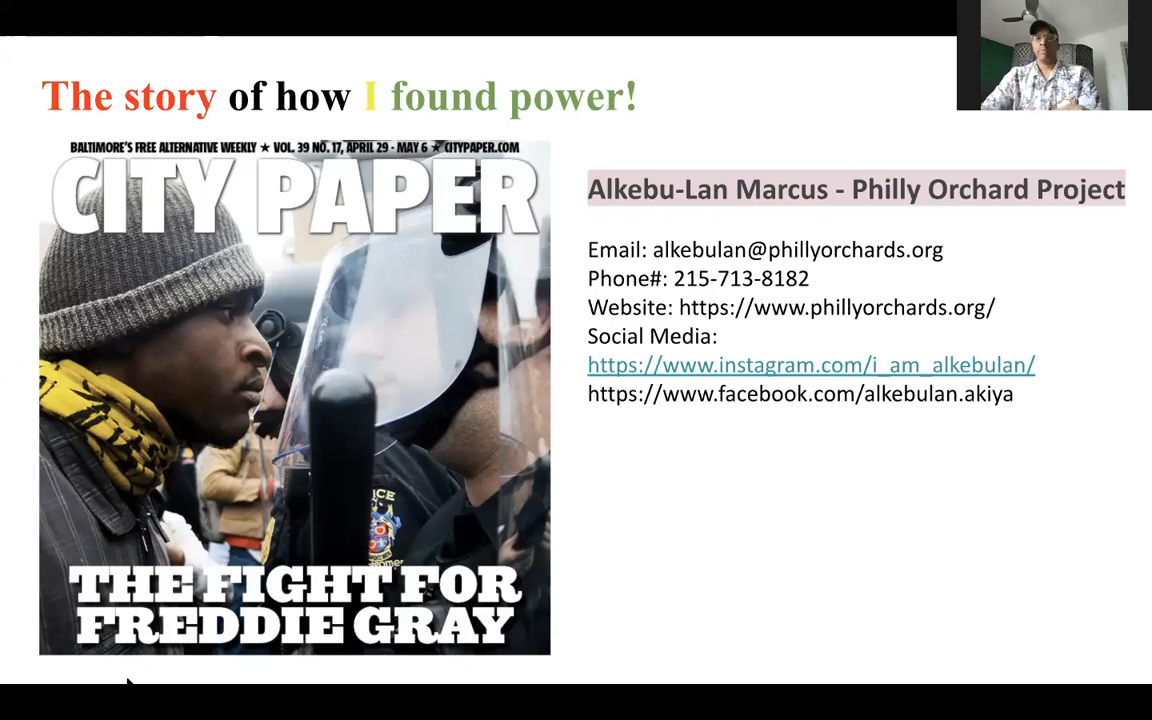 The story of how I found power!
BALTIMORE'S FREE ALTERNATIVE WEEKLY ★ VOL. 39 NO. 17, APRIL 29 - MAY 6 ★ CITYPAPER.COM
CITY PAPER
THE FIGHT FOR
FREDDIE GRAY
Alkebu-Lan Marcus - Philly Orchard Project
Email: alkebulan@phillyorchards.org
Phone#: 215-713-8182
Website: https://www.phillyorchards.org/
Social Media:
https://www.instagram.com/i_am_alkebulan/
https://www.facebook.com/alkebulan.akiya